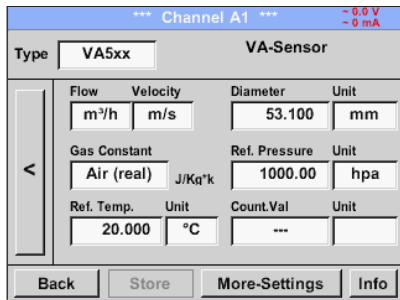 *** Channel A1 ***
~ 0.0 V
~ 0 mA
Type VA5xx VA-Sensor
Flow Velocity Diameter Unit
m³/h m/s 53.100 mm
Gas Constant Ref. Pressure Unit
< Air (real) J/Kg*k 1000.00 hpa
Ref. Temp. Unit Count.Val Unit
20.000 °C ---
Back Store More-Settings Info